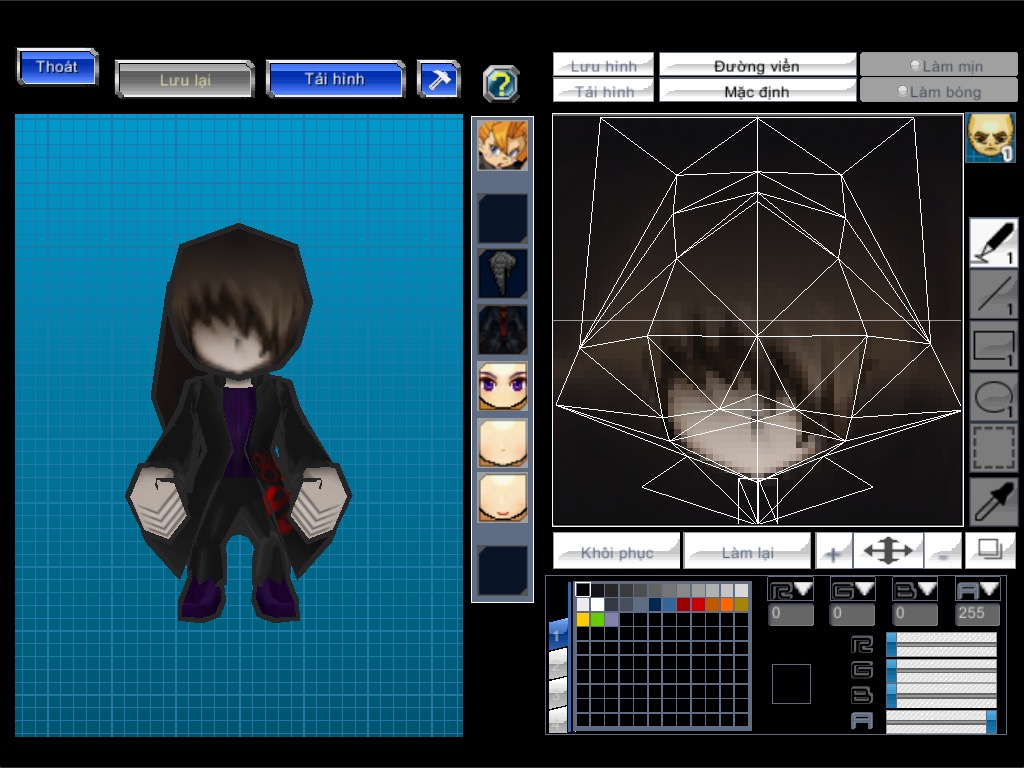 Thoát
Lưu lại
Tải hình
?
Lưu hình
Đường viền
Làm mịn
Tải hình
Mặc định
Làm bóng
1
1
1
1
1
Khôi phục
Làm lại
+
-
R G B A
0 0 0 255
1
R
G
B
A